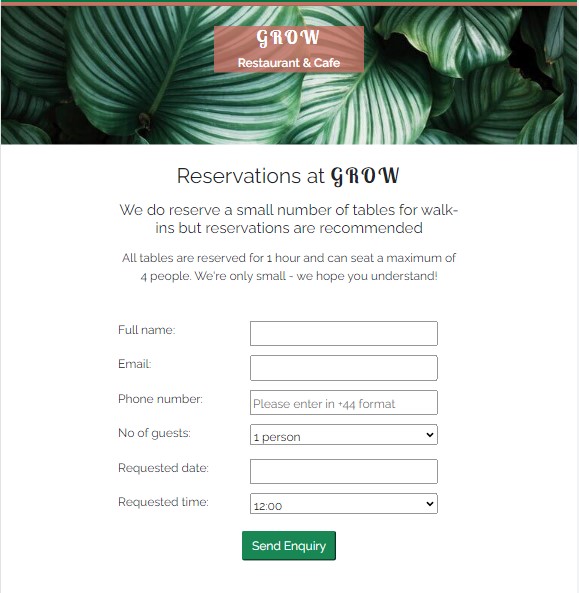 GROW
Restaurant & Cafe
Reservations at GROW
We do reserve a small number of tables for walk-
ins but reservations are recommended
All tables are reserved for 1 hour and can seat a maximum of
4 people. We're only small - we hope you understand!
Full name:
Email:
Phone number: Please enter in +44 format
No of guests: 1 person
Requested date:
Requested time: 12:00
Send Enquiry